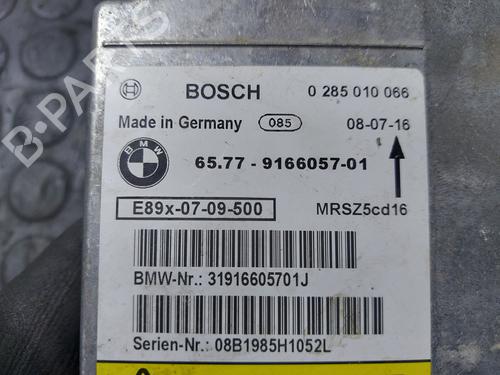 B-PARTS
BOSCH 0 285 010 066
Made in Germany 085 08-07-16
BMW
65.77 - 9166057-01
E89x-07-09-500 MRSZ5cd16
BMW-Nr.: 31916605701J
Serien-Nr.: 08B1985H1052L